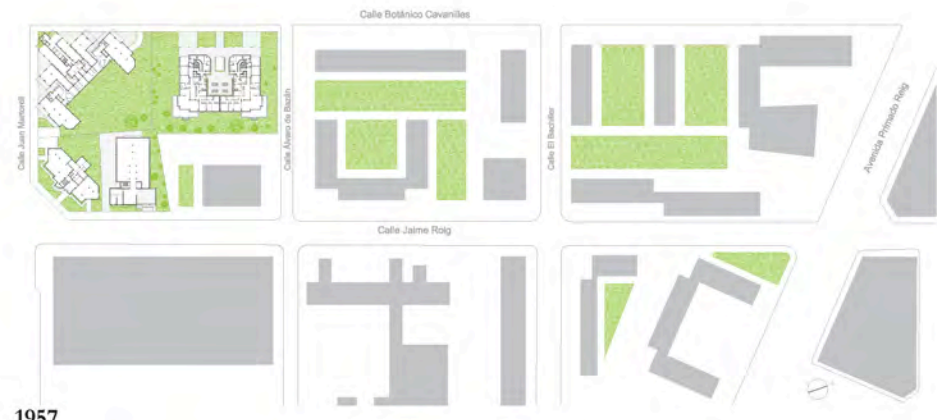 Calle Botánico Cavanilles
Calle Juan Martorell
Calle Álvaro de Bazán
Calle El Bachiller
Avenida Primado Reig
Calle Jaime Roig
1957